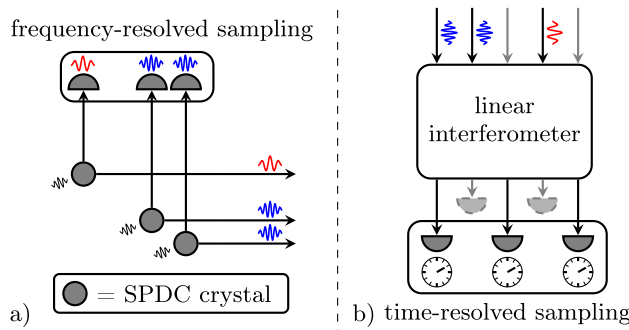 frequency-resolved sampling
= SPDC crystal
a)
linear
interferometer
b) time-resolved sampling